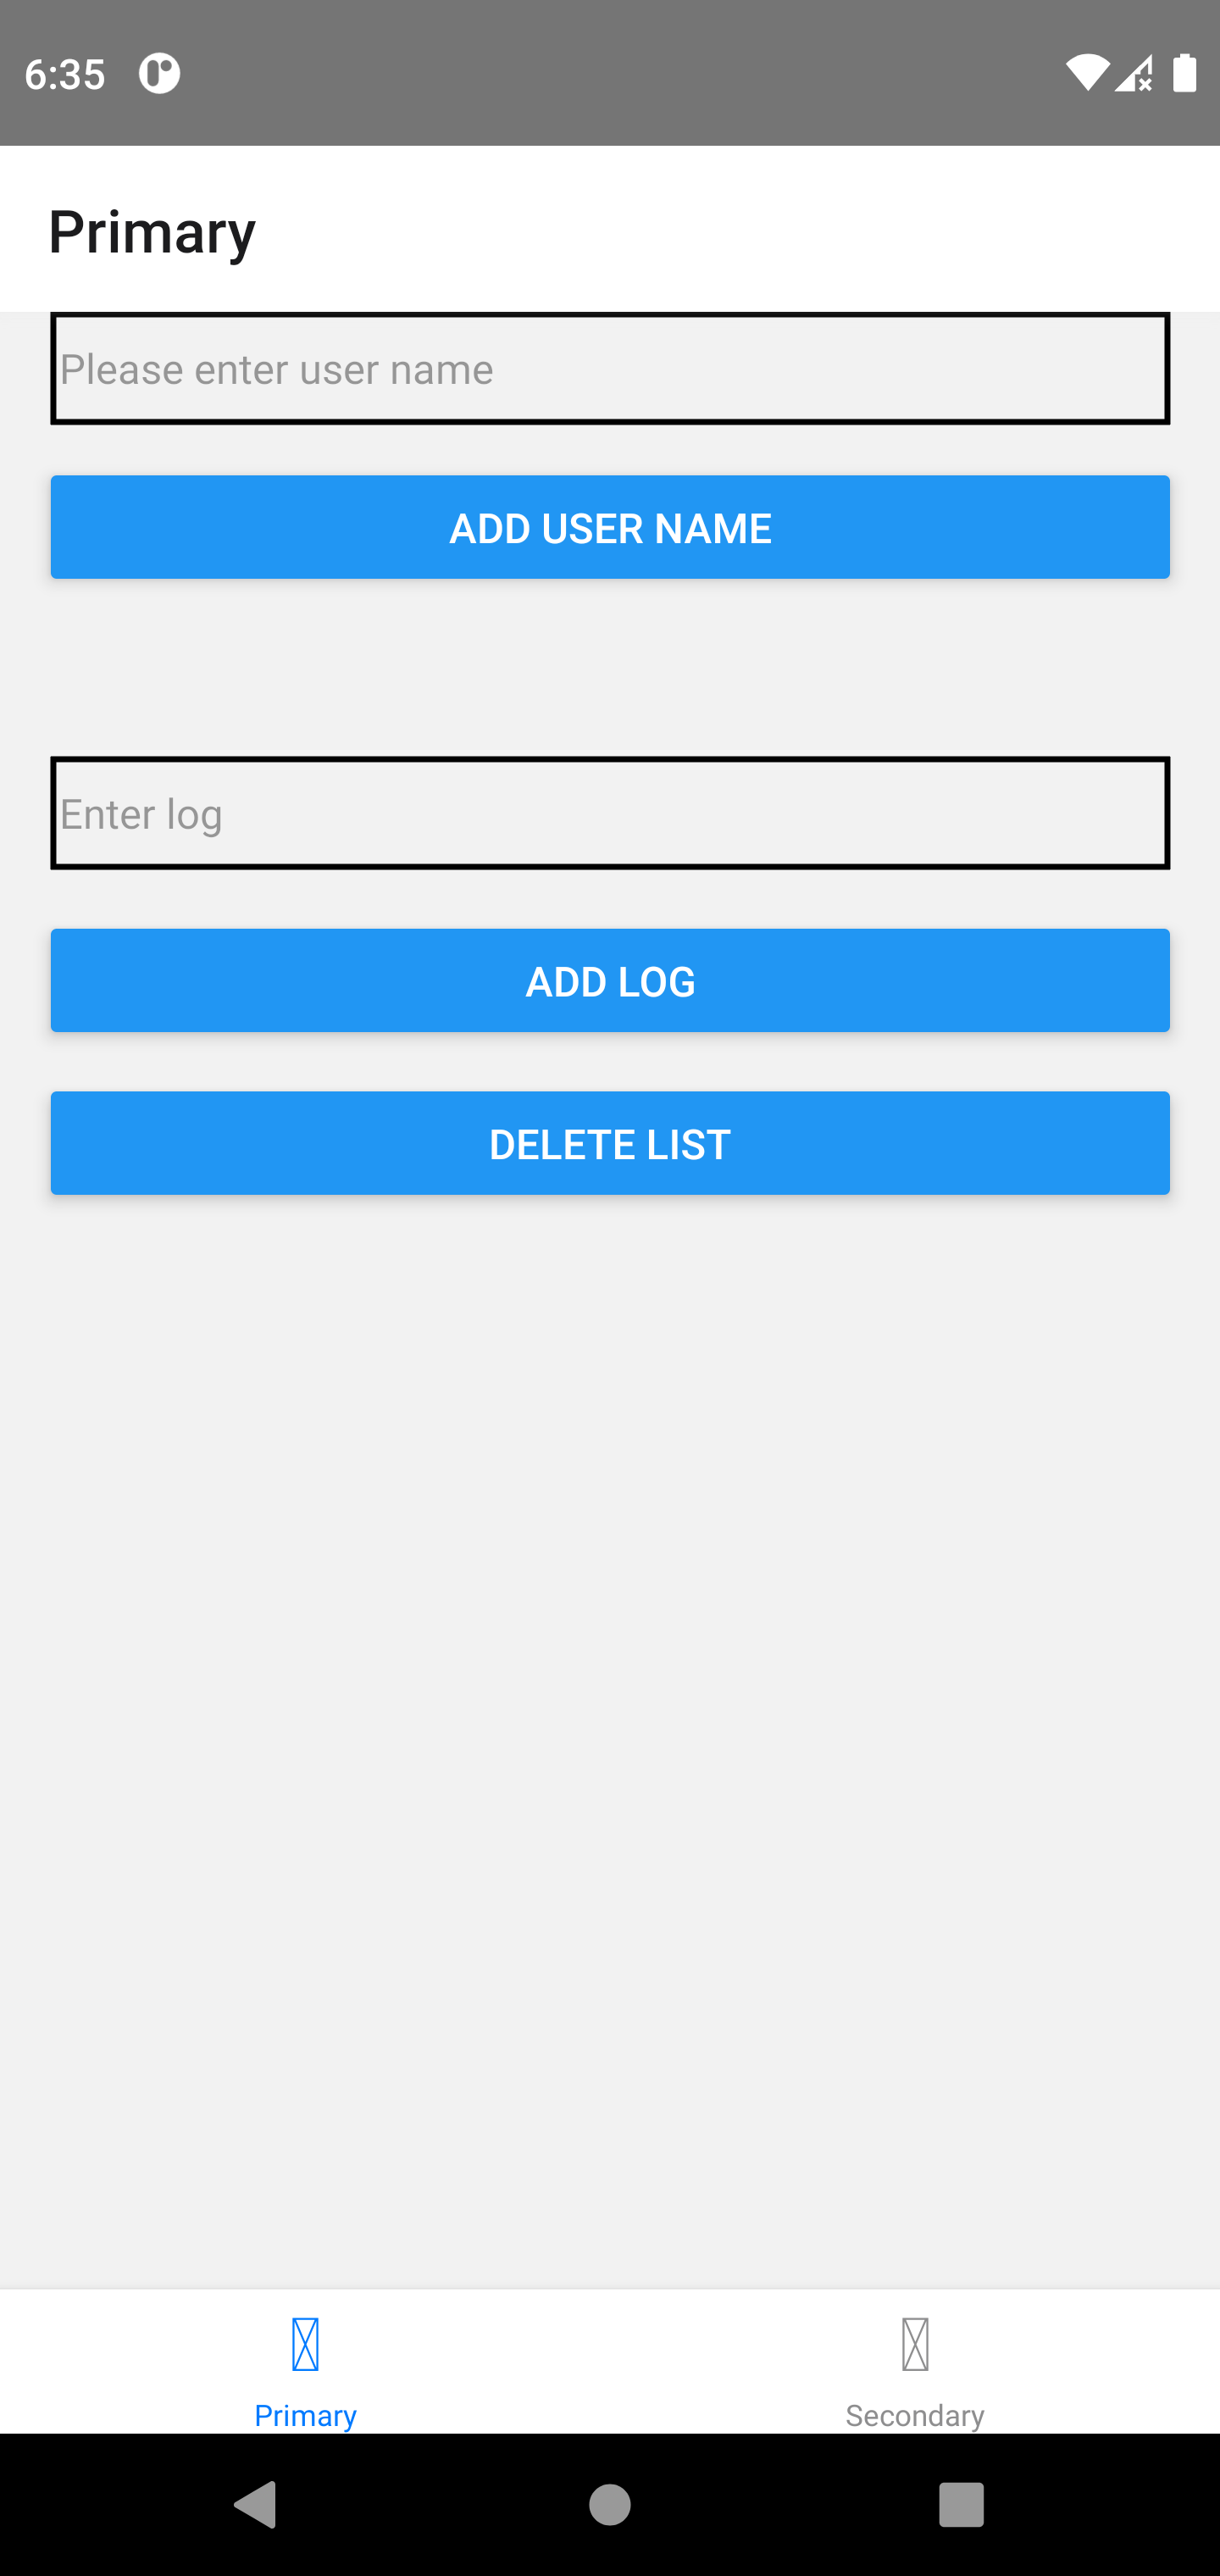 6:35
Primary
Please enter user name
ADD USER NAME
Enter log
ADD LOG
DELETE LIST
Primary
Secondary